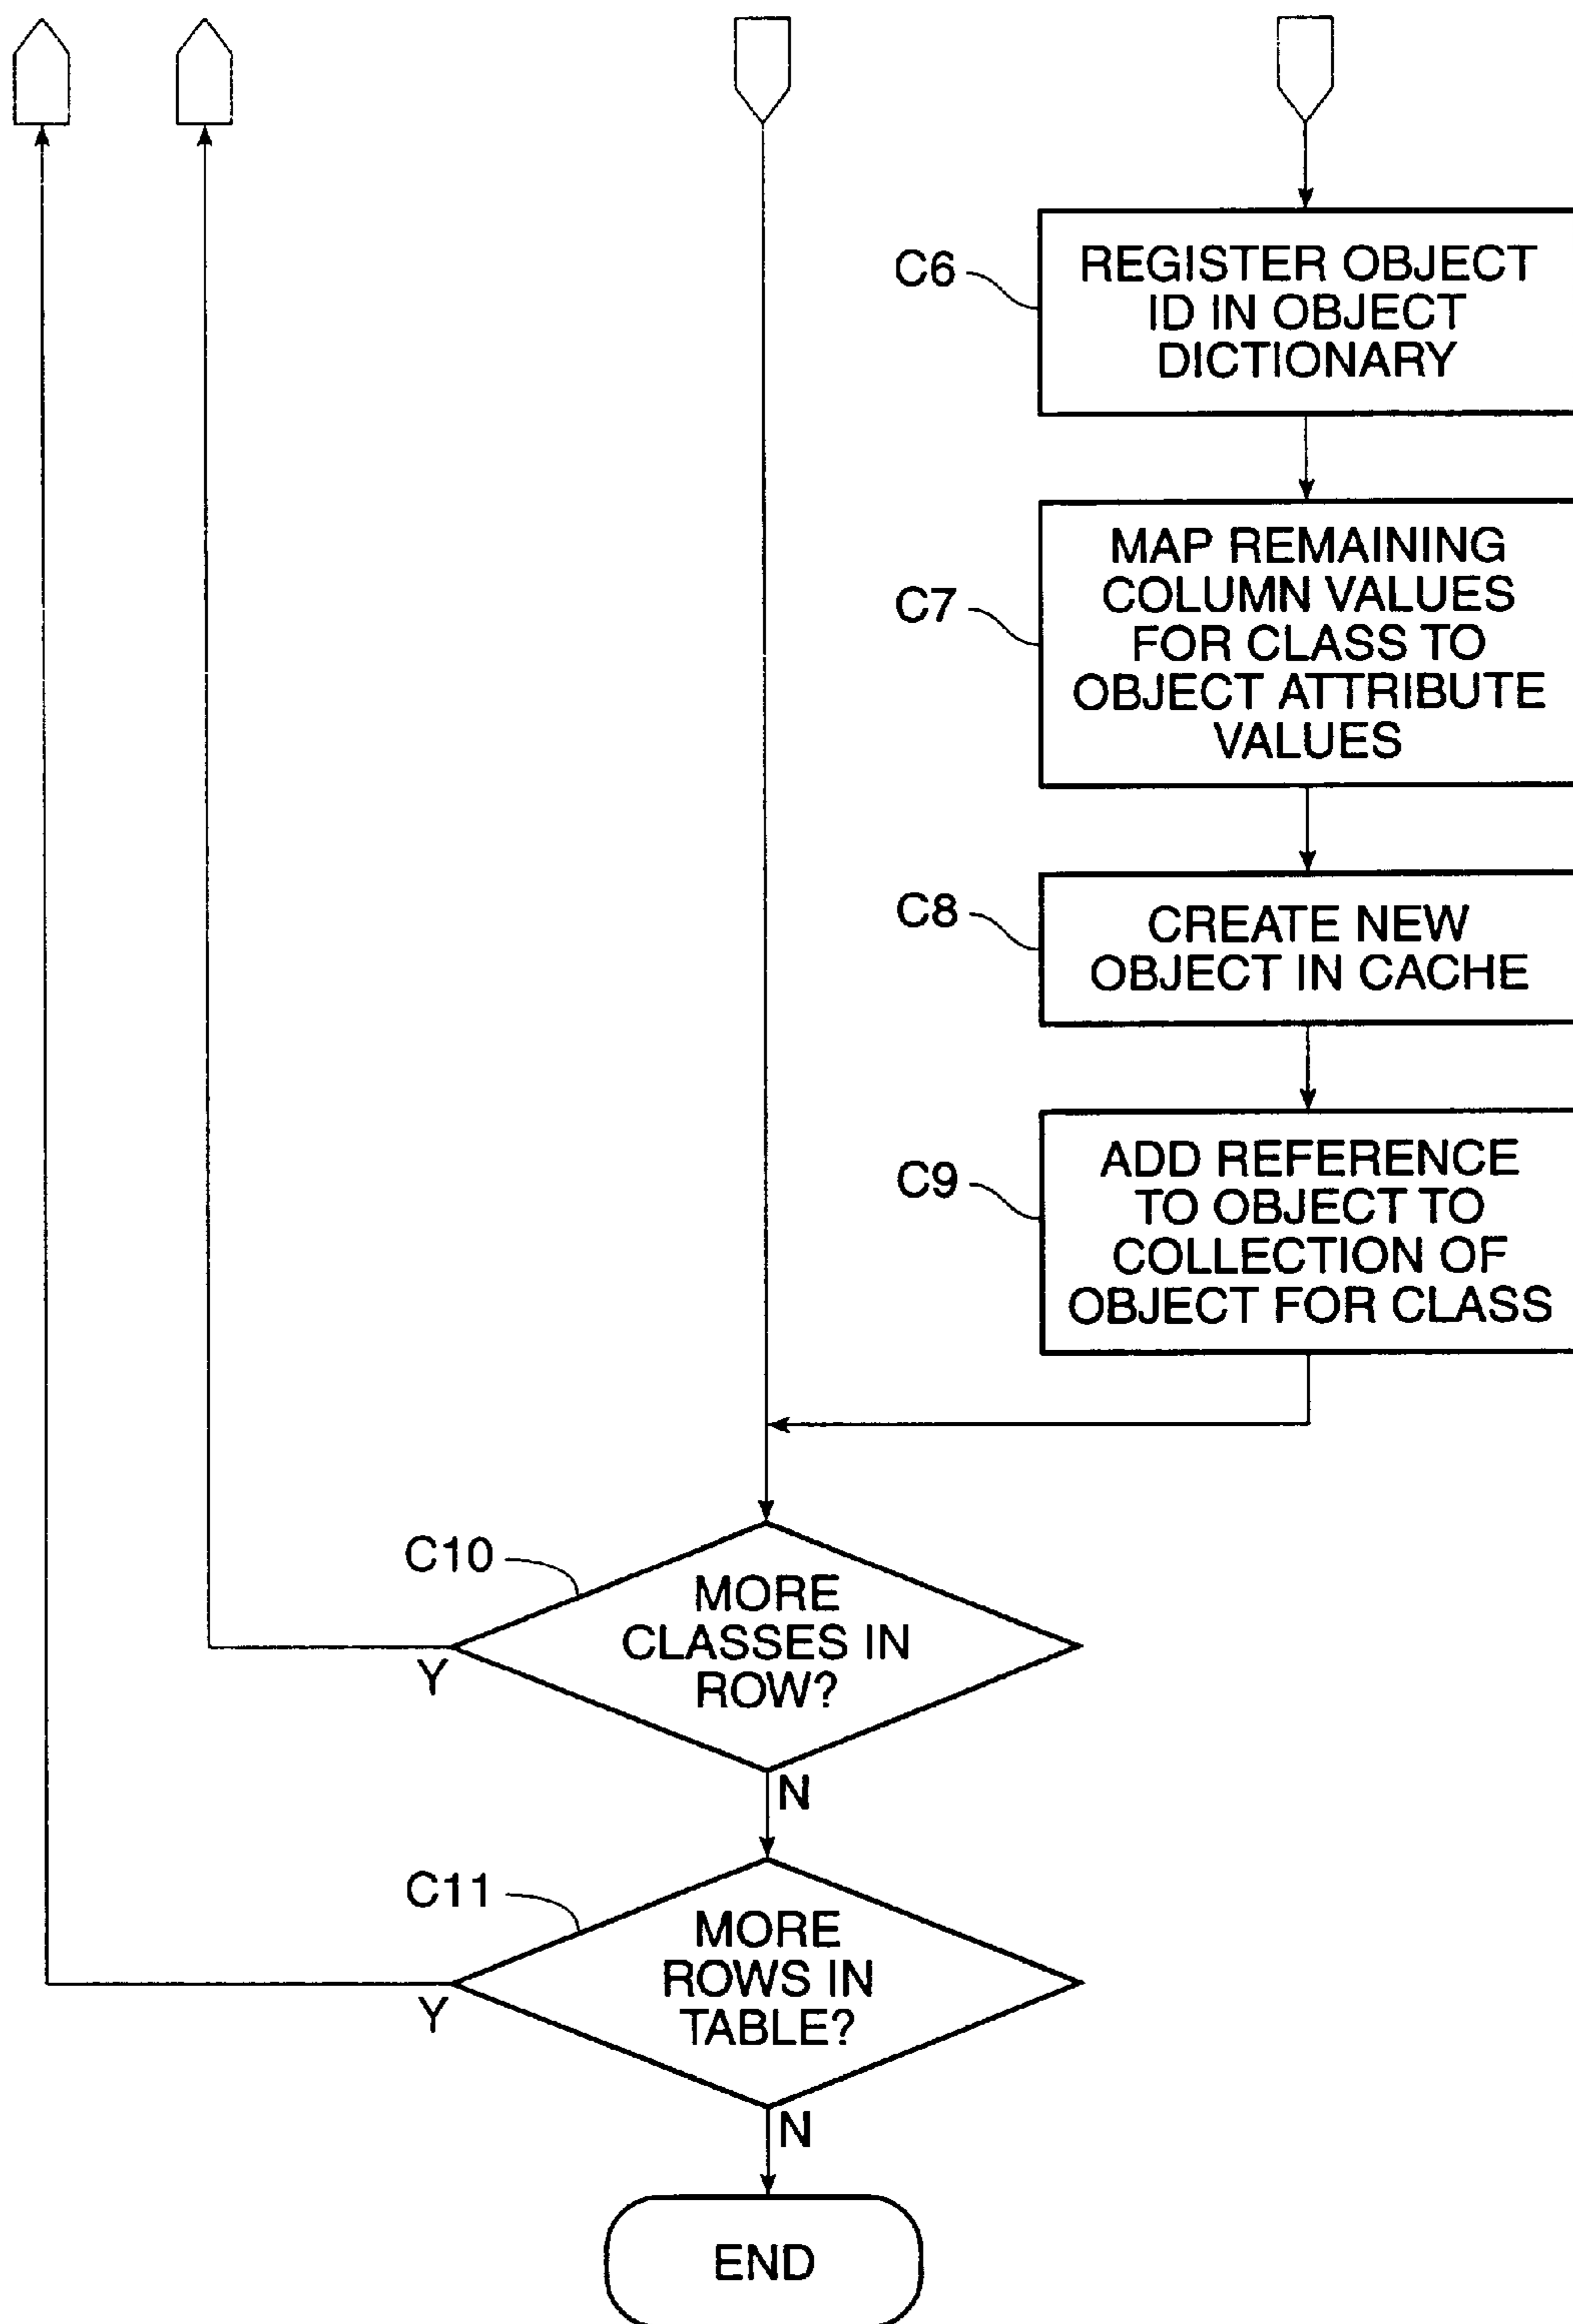 C6
REGISTER OBJECT
ID IN OBJECT
DICTIONARY
C7
MAP REMAINING
COLUMN VALUES
FOR CLASS TO
OBJECT ATTRIBUTE
VALUES
C8
CREATE NEW
OBJECT IN CACHE
C9
ADD REFERENCE
TO OBJECT TO
COLLECTION OF
OBJECT FOR CLASS
C10
MORE
CLASSES IN
ROW?
Y
N
C11
MORE
ROWS IN
TABLE?
Y
N
END